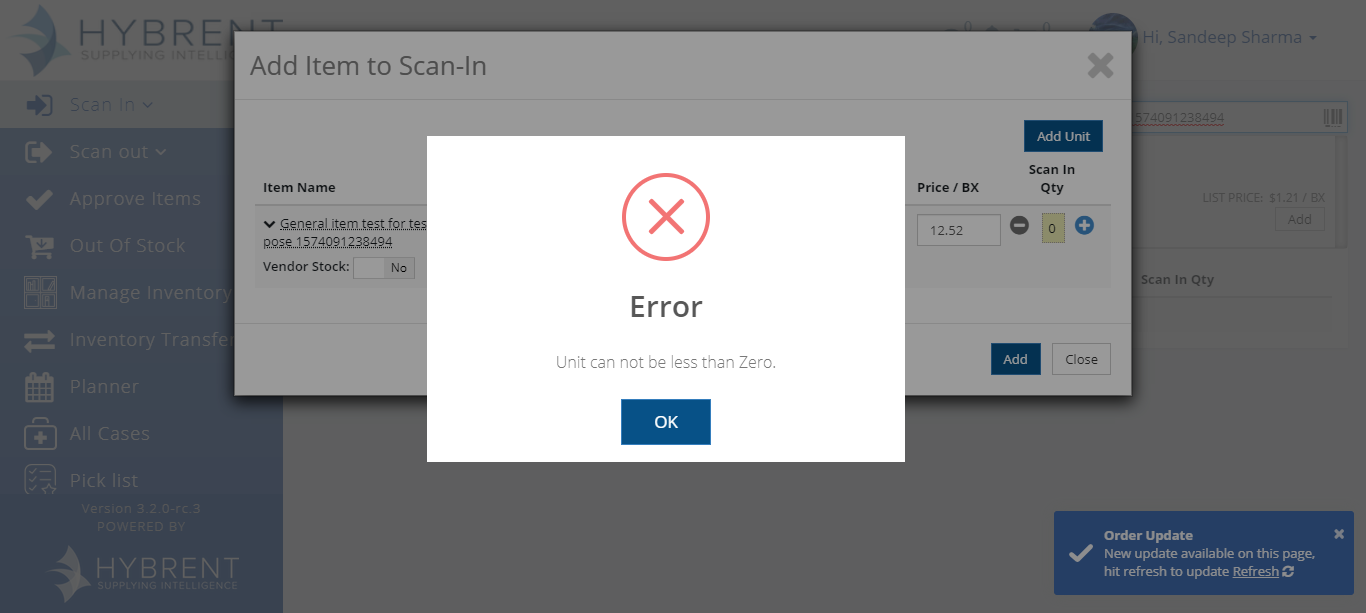 HYBRENT
SUPPLYING INTELLIG
Hi, Sandeep Sharma
Add Item to Scan-In
Scan In
Scan out
Approve Items
Out Of Stock
Manage Inventory
Inventory Transfer
Planner
All Cases
Pick list
Version 3.2.0-rc.3
POWERED BY
HYBRENT
SUPPLYING INTELLIGENCE
574091238494
Add Unit
Item Name
Price / BX
Scan In
Qty
General item test for tes
pose 1574091238494
12.52
0
Vendor Stock:
No
LIST PRICE: $1.21 / BX
Add
Scan In Qty
Add
Close
Error
Unit can not be less than Zero.
OK
Order Update
New update available on this page,
hit refresh to update Refresh